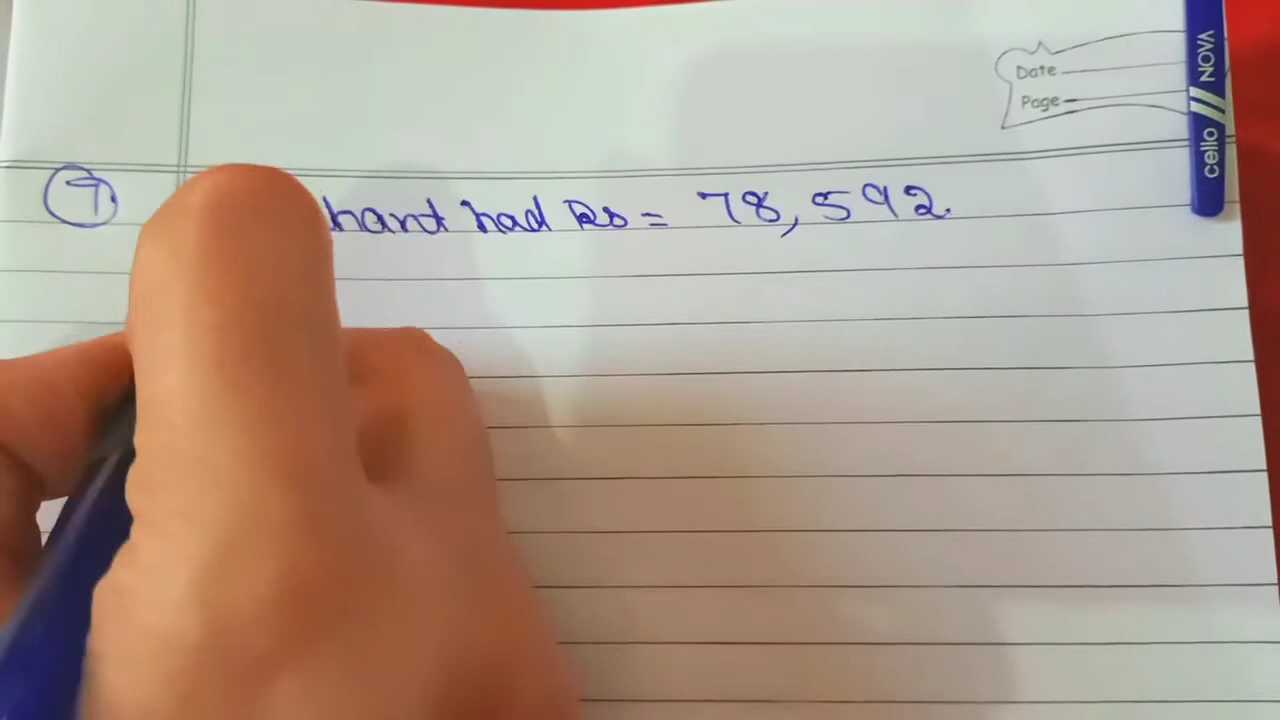 Date
Page
7 hant had Rs = 78,592.
cello NOVA